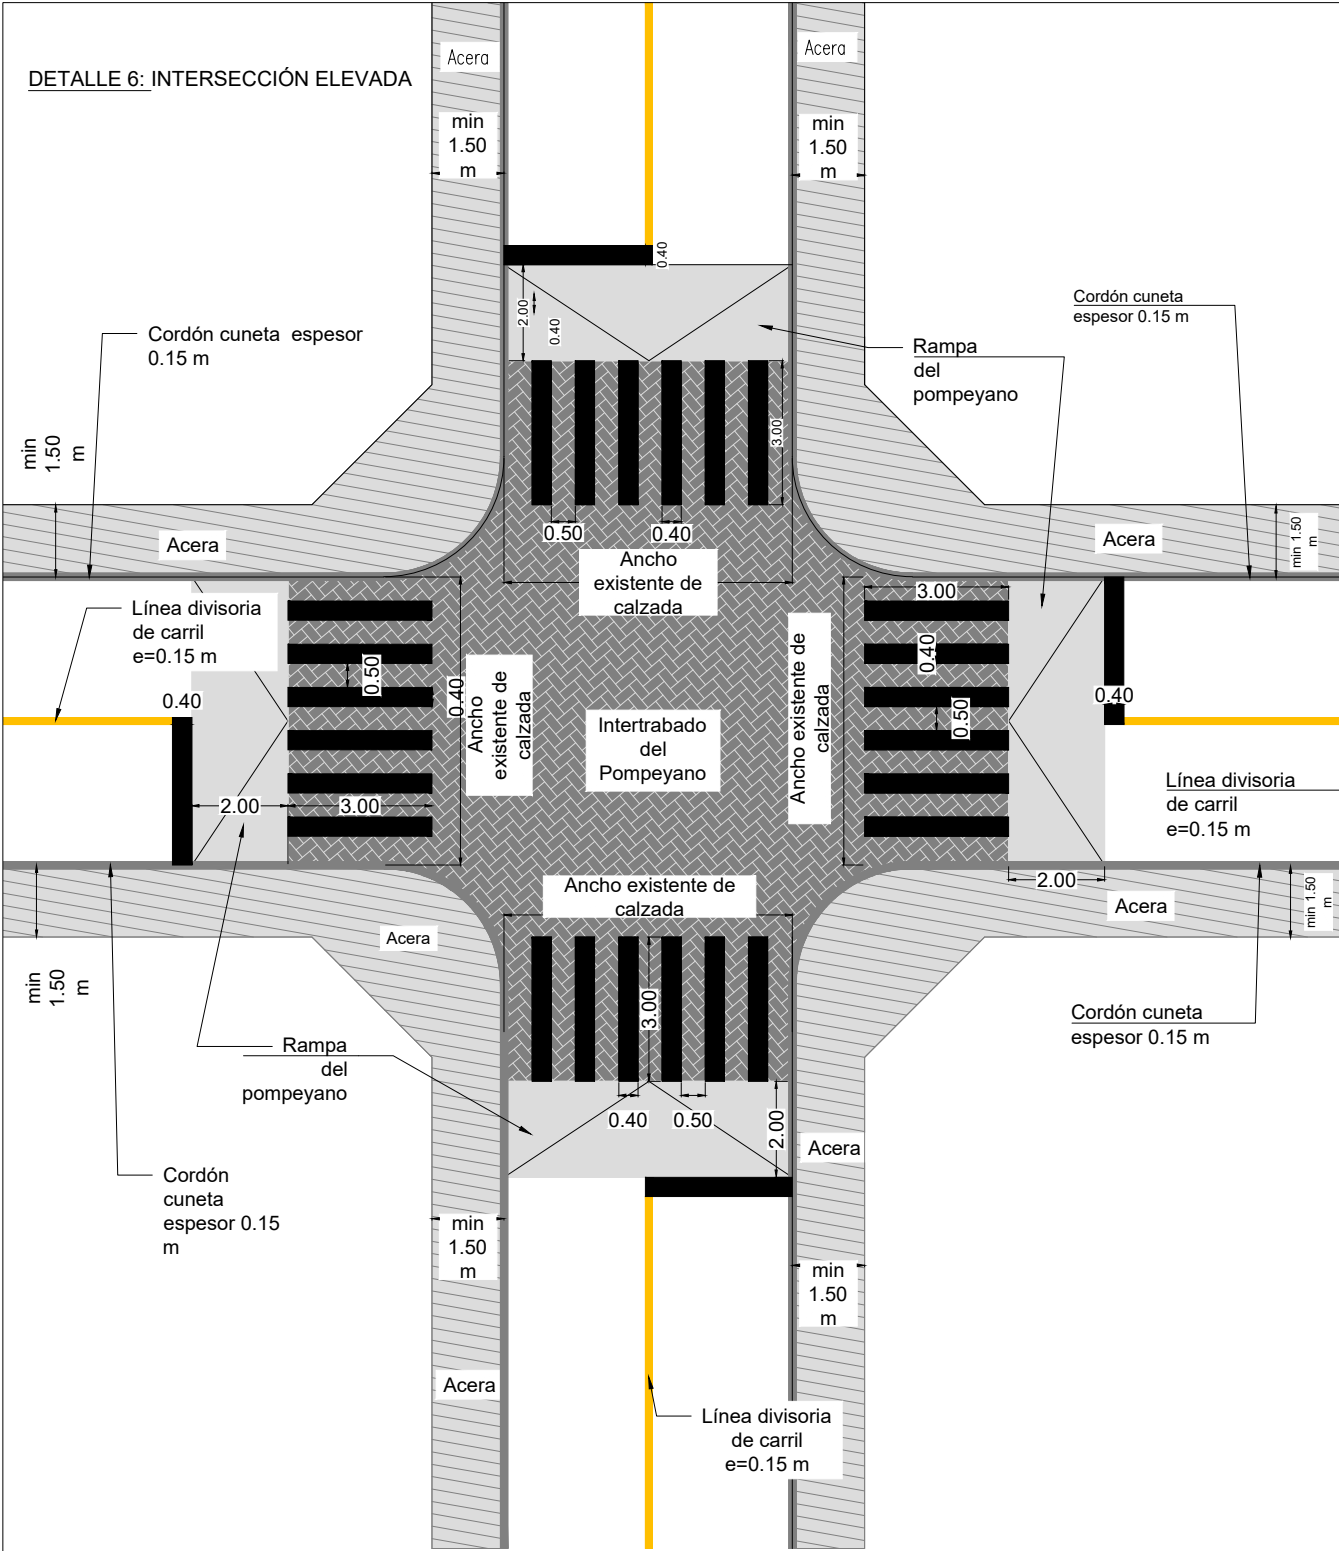 Acera
Acera
DETALLE 6: INTERSECCIÓN ELEVADA
min
1.50
m
min
1.50
m
0.40
2.00
0.40
Cordón cuneta
espesor 0.15 m
Cordón cuneta espesor
0.15 m
Rampa
del
pompeyano
min
1.50
m
3.00
0.50
0.40
Acera
Acera
min 1.50
m
Ancho
existente de
calzada
3.00
Línea divisoria
de carril
e=0.15 m
0.40
0.50
0.40
0.40
Ancho
existente de
calzada
Intertrabado
del
Pompeyano
Ancho existente de
calzada
0.40
0.50
0.40
Línea divisoria
de carril
e=0.15 m
2.00
3.00
2.00
Ancho existente de
calzada
Acera
min 1.50
m
Acera
min
1.50
m
3.00
Cordón cuneta
espesor 0.15 m
Rampa
del
pompeyano
0.40
0.50
2.00
Acera
Cordón
cuneta
espesor 0.15
m
min
1.50
m
min
1.50
m
Acera
Línea divisoria
de carril
e=0.15 m